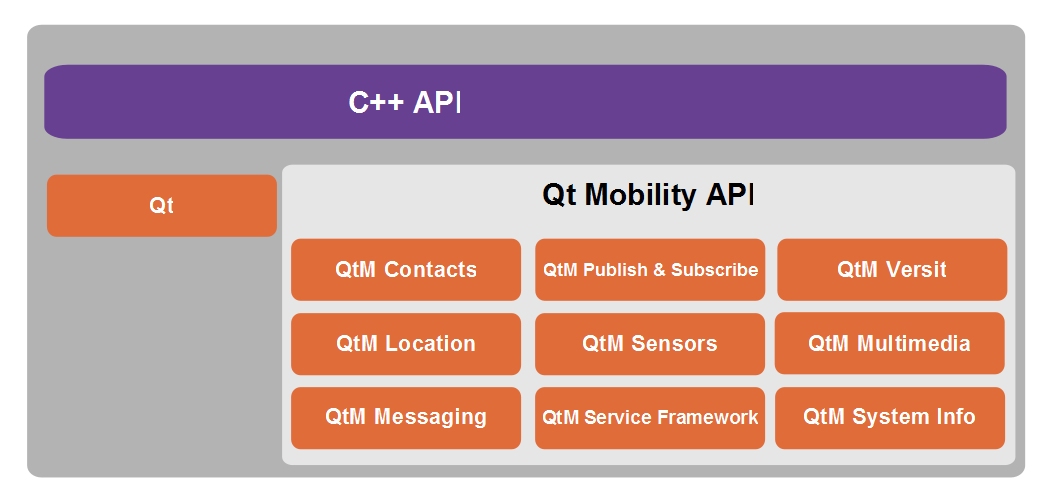 C++ API
Qt
Qt Mobility API
QtM Contacts
QtM Publish & Subscribe
QtM Versit
QtM Location
QtM Sensors
QtM Multimedia
QtM Messaging
QtM Service Framework
QtM System Info